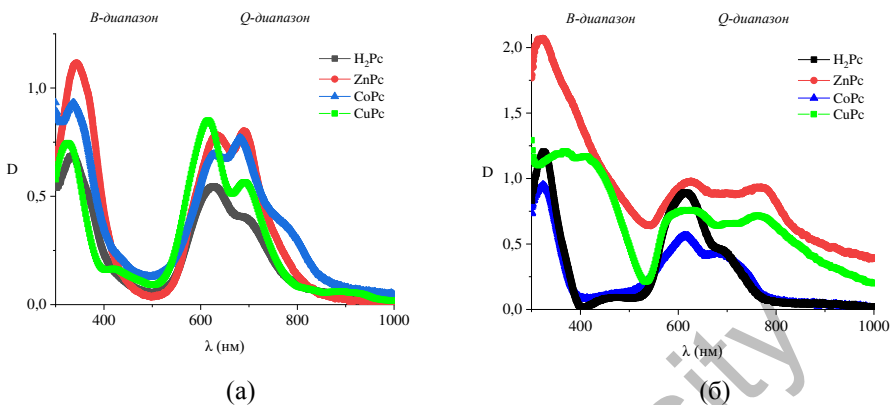 B-диапазон Q-диапазон
H₂Pc
ZnPc
CoPc
CuPc
1.0
D
0.5
0,0
400 600 800 1000
λ (нм)
(а)
B-диапазон Q-диапазон
2,0
H₂Pc
ZnPc
CoPc
CuPc
1,5
D
1,0
0,5
0,0
400 600 800 1000
λ (нм)
(б)
sity